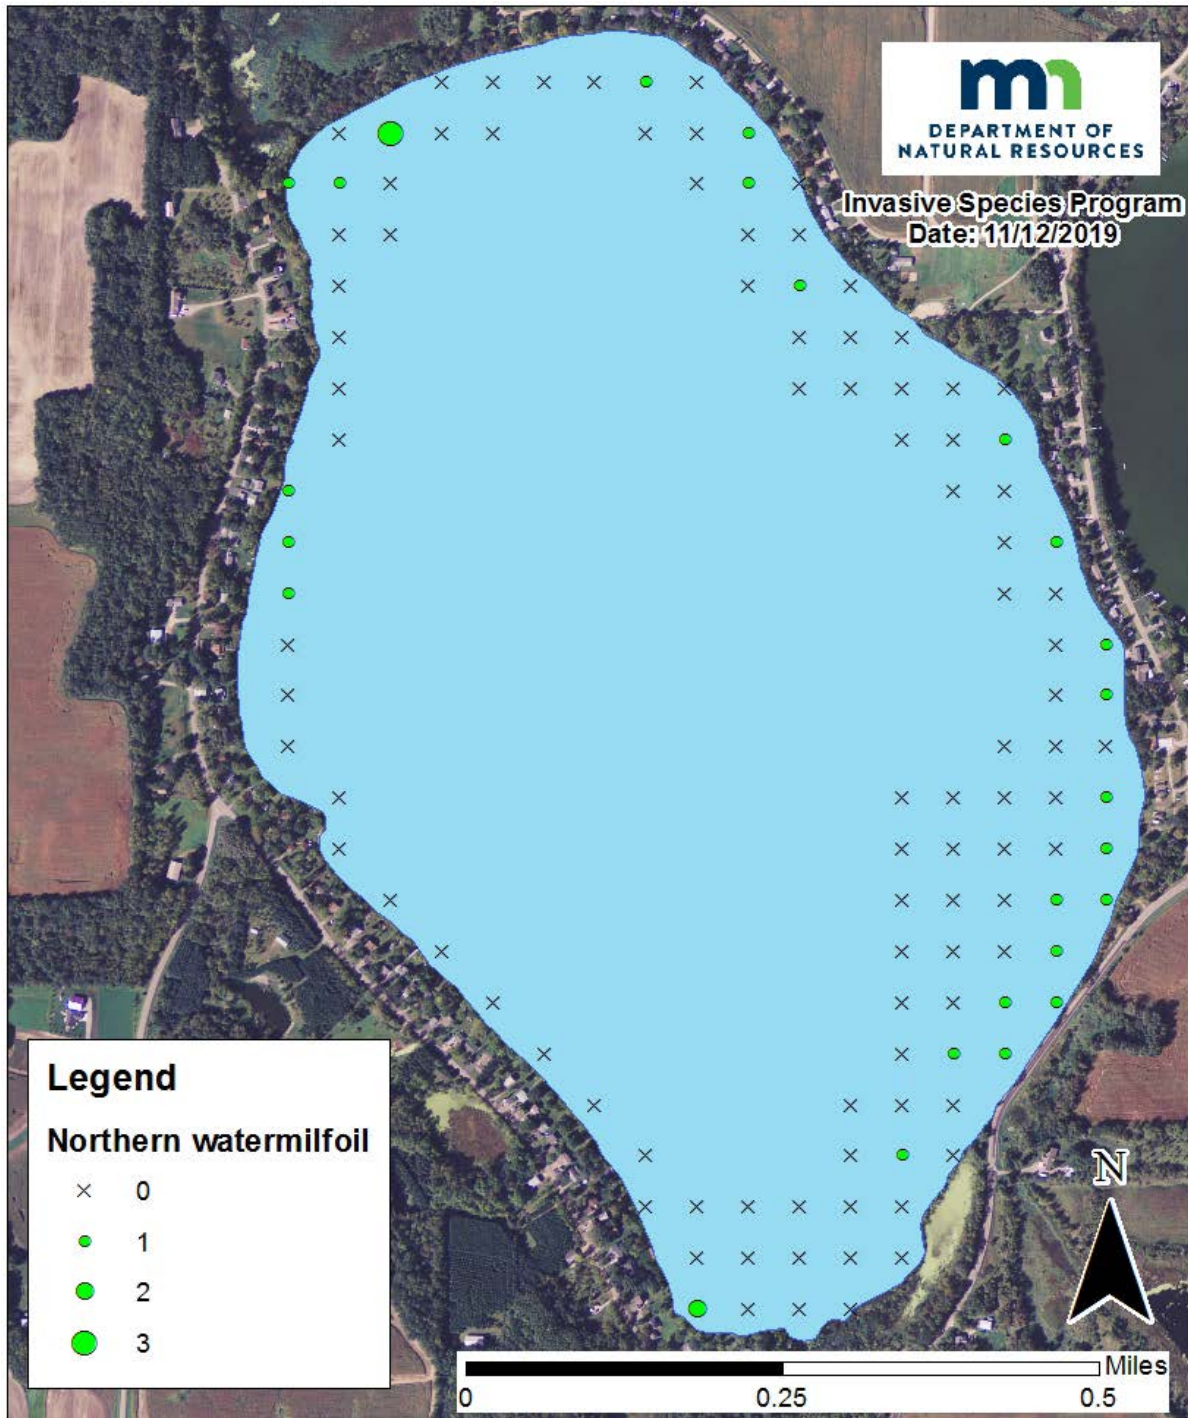 DEPARTMENT OF
NATURAL RESOURCES
Invasive Species Program
Date: 11/12/2019
Legend
Northern watermilfoil
0
1
2
3
N
Miles
0 0.25 0.5